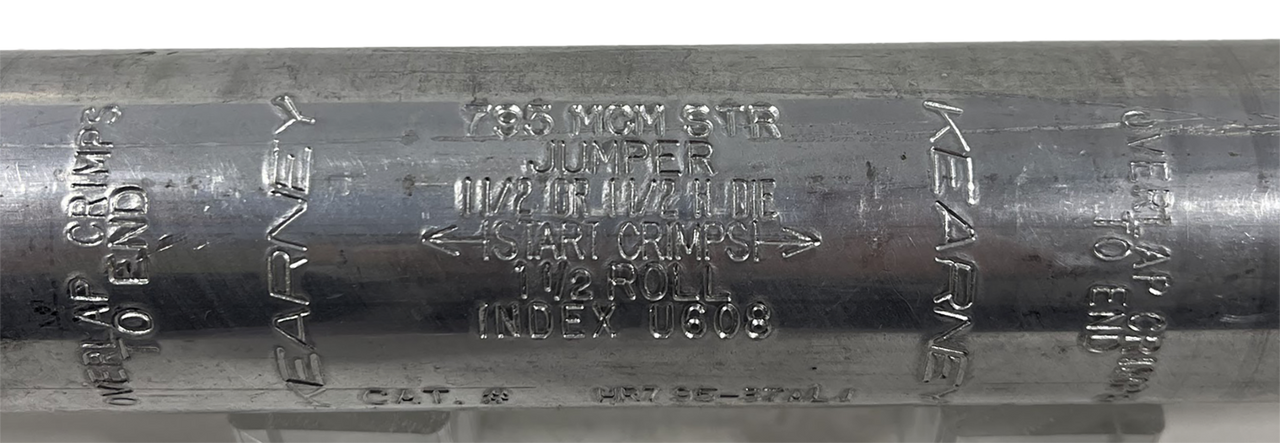 OVERLAP CRIMPS
TO END
KEARNEY
795 MCM STR
JUMPER
1 1/2 OR 1 1/2 H. DIE
START CRIMPS
1 1/2 ROLL
INDEX U608
CAT.
KEARNEY
OVERLAP CRIMPS
TO END